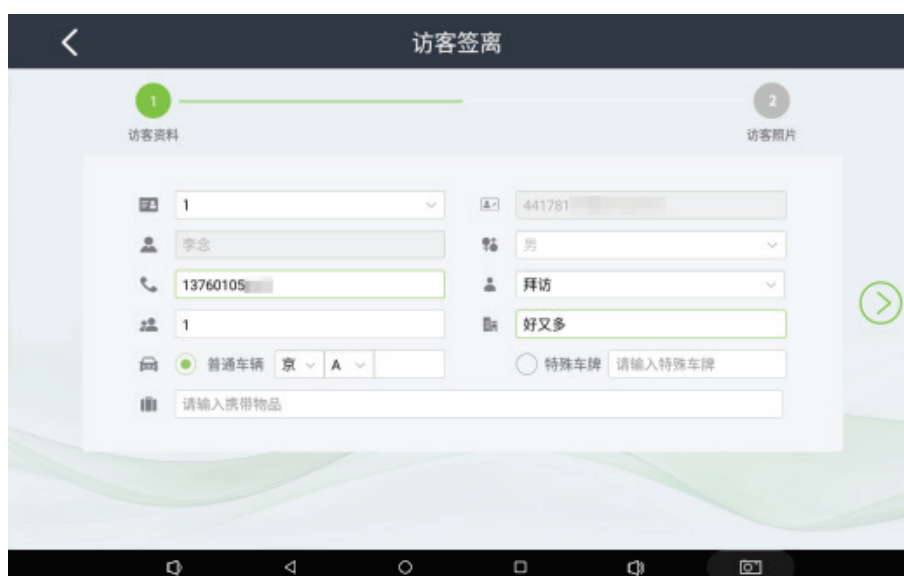 访客签离
1
2
访客资料
访客照片
1
441781
李念
男
13760105
拜访
1
好又多
普通车辆 京 A
特殊车牌 请输入特殊车牌
请输入携带物品